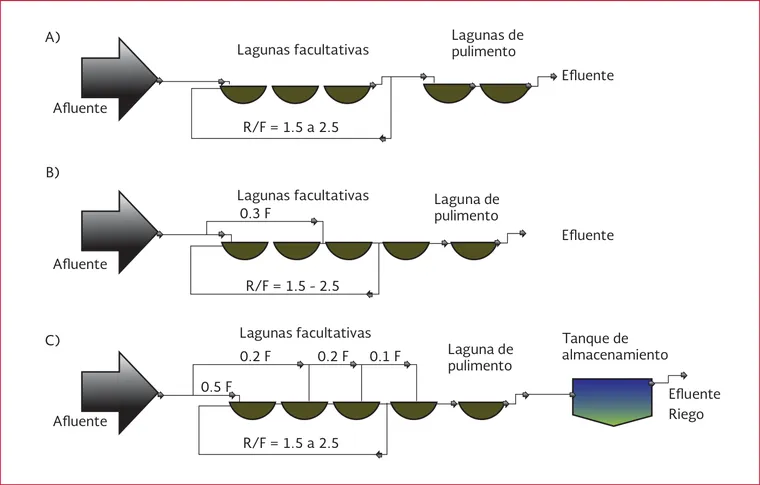 A)
Lagunas facultativas
Lagunas de
pulimento
Efluente
Afluente
R/F = 1.5 a 2.5
B)
Lagunas facultativas
0.3 F
Laguna de
pulimento
Efluente
Afluente
R/F = 1.5 - 2.5
C)
Lagunas facultativas
0.2 F
0.2 F
0.1 F
Laguna de
pulimento
Tanque de
almacenamiento
0.5 F
Efluente
Riego
Afluente
R/F = 1.5 a 2.5